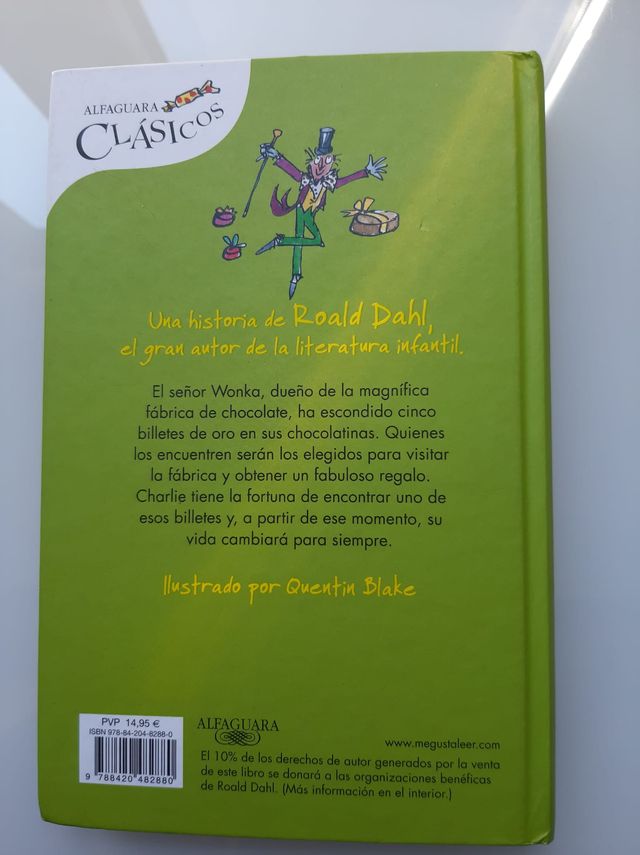 ALFAGUARA
CLÁSICOS
Una historia de Roald Dahl,
el gran autor de la literatura infantil.
El señor Wonka, dueño de la magnífica
fábrica de chocolate, ha escondido cinco
billetes de oro en sus chocolatinas. Quienes
los encuentren serán los elegidos para visitar
la fábrica y obtener un fabuloso regalo.
Charlie tiene la fortuna de encontrar uno de
esos billetes y, a partir de ese momento, su
vida cambiará para siempre.
Ilustrado por Quentin Blake
PVP 14,95 €
ISBN 978-84-204-8288-0
9 788420 482880
ALFAGUARA
www.megustaleer.com
El 10% de los derechos de autor generados por la venta
de este libro se donará a las organizaciones benéficas
de Roald Dahl. (Más información en el interior.)